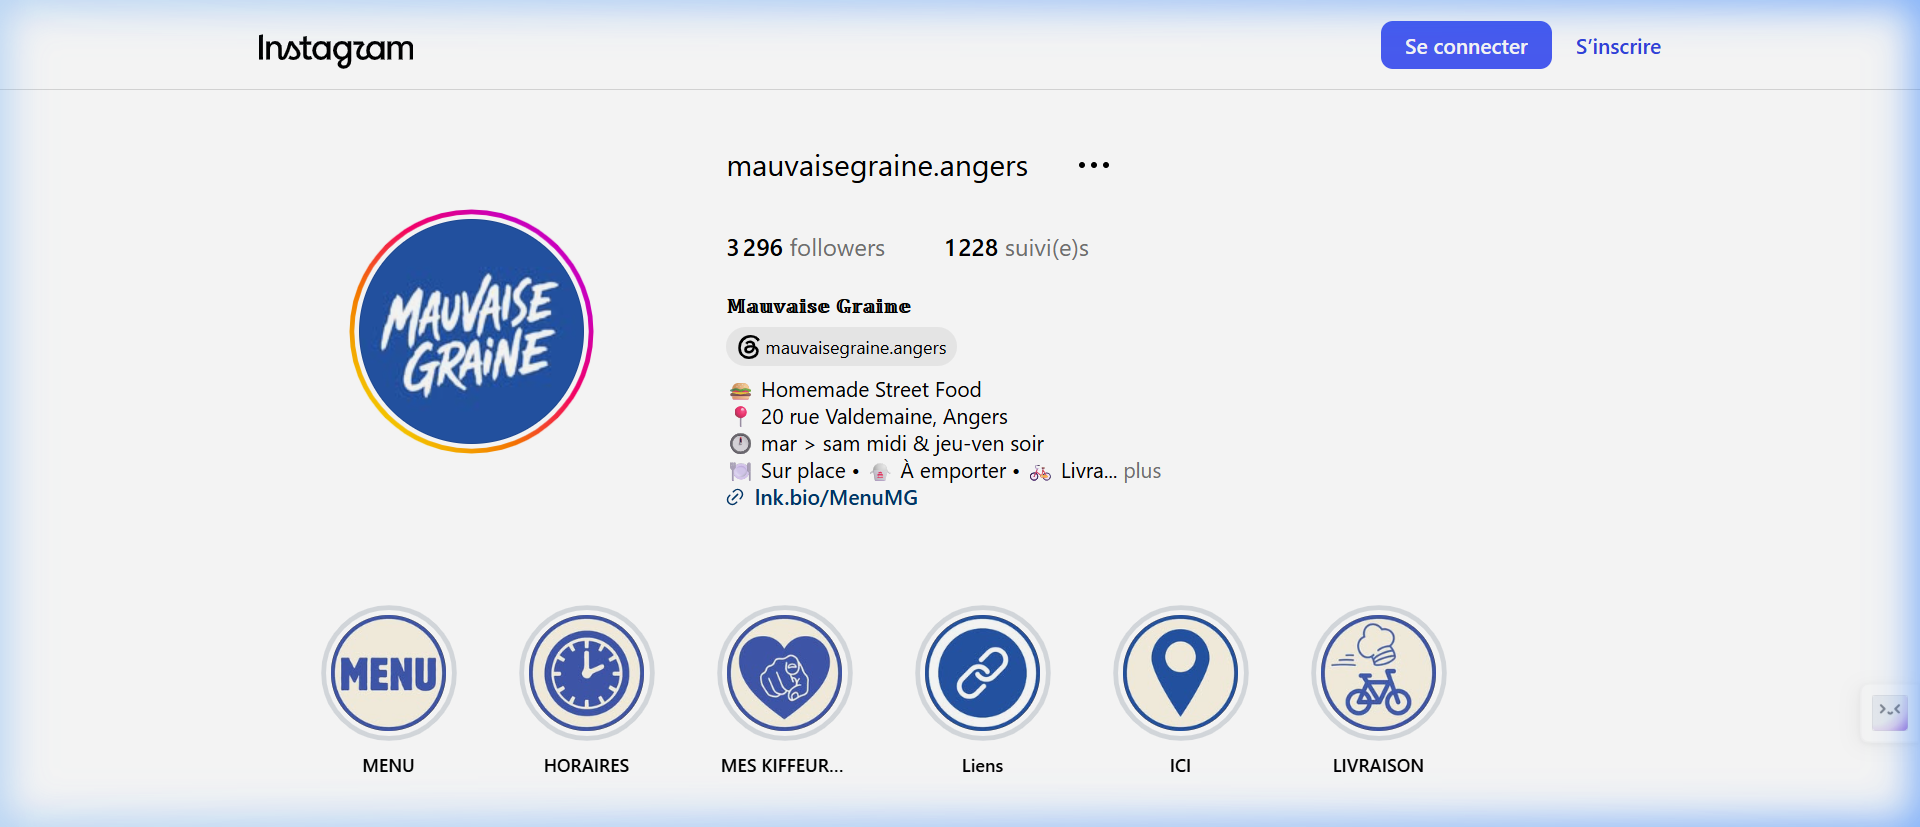 Instagram
Se connecter
S’inscrire
mauvaisegraine.angers
3 296 followers
1 228 suivi(e)s
MAUVAISE
GRAINE
Mauvaise Graine
mauvaisegraine.angers
Homemade Street Food
20 rue Valdemaine, Angers
mar > sam midi & jeu-ven soir
Sur place • À emporter • Livra... plus
lnk.bio/MenuMG
MENU
MENU
HORAIRES
MES KIFFEUR...
Liens
ICI
LIVRAISON